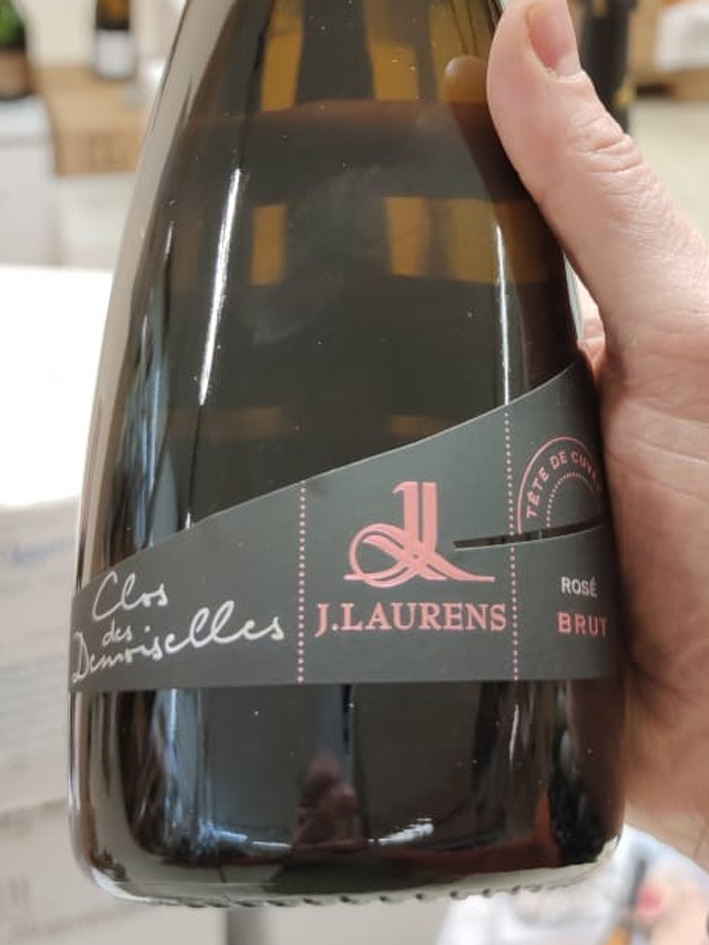 Clos
des
Demoiselles
J.LAURENS
TÊTE DE CUVÉE
ROSÉ
BRUT